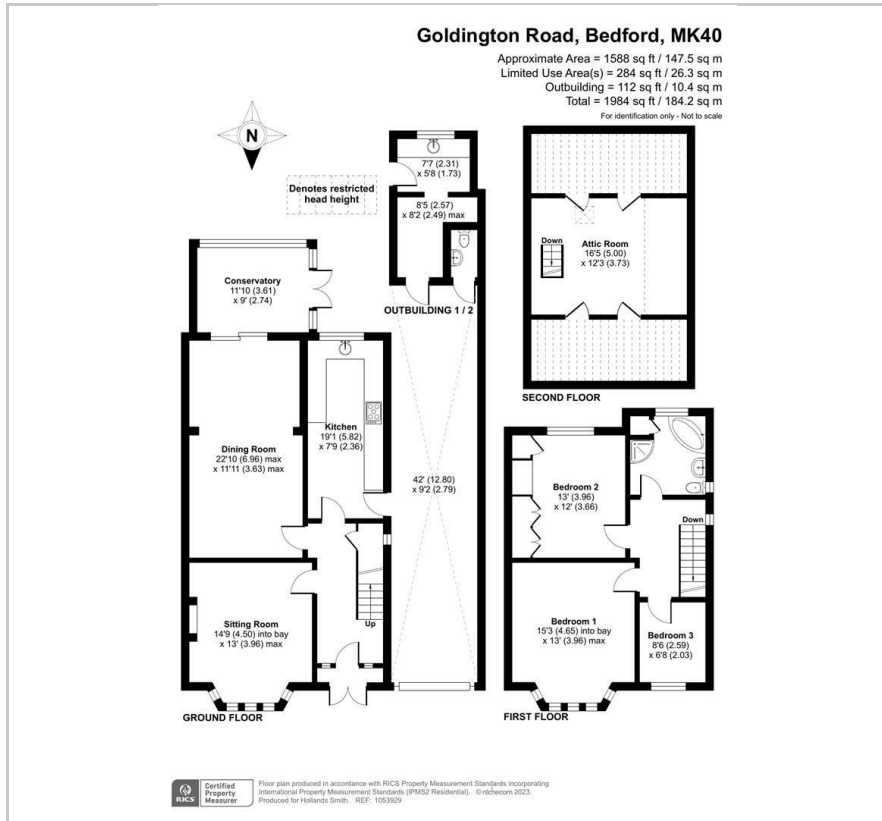 Goldington Road, Bedford, MK40
Approximate Area = 1588 sq ft / 147.5 sq m
Limited Use Area(s) = 284 sq ft / 26.3 sq m
Outbuilding = 112 sq ft / 10.4 sq m
Total = 1984 sq ft / 184.2 sq m
For identification only - Not to scale
N
Denotes restricted
head height
7'7 (2.31)
x 5'8 (1.73)
8'5 (2.57)
x 8'2 (2.49) max
OUTBUILDING 1 / 2
Conservatory
11'10 (3.61)
x 9' (2.74)
Dining Room
22'10 (6.96) max
x 11'11 (3.63) max
Kitchen
19'1 (5.82)
x 7'9 (2.36)
42' (12.80)
x 9'2 (2.79)
Sitting Room
14'9 (4.50) into bay
x 13' (3.96) max
Up
GROUND FLOOR
Down
Attic Room
16'5 (5.00)
x 12'3 (3.73)
SECOND FLOOR
Bedroom 2
13' (3.96)
x 12' (3.66)
Down
Bedroom 1
15'3 (4.65) into bay
x 13' (3.96) max
Bedroom 3
8'6 (2.59)
x 6'8 (2.03)
FIRST FLOOR
RICS
Certified
Property
Measurer
Floor plan produced in accordance with RICS Property Measurement Standards incorporating
International Property Measurement Standards (IPMS2 Residential). © nichecom 2023.
Produced for Hollands Smith. REF: 1053929